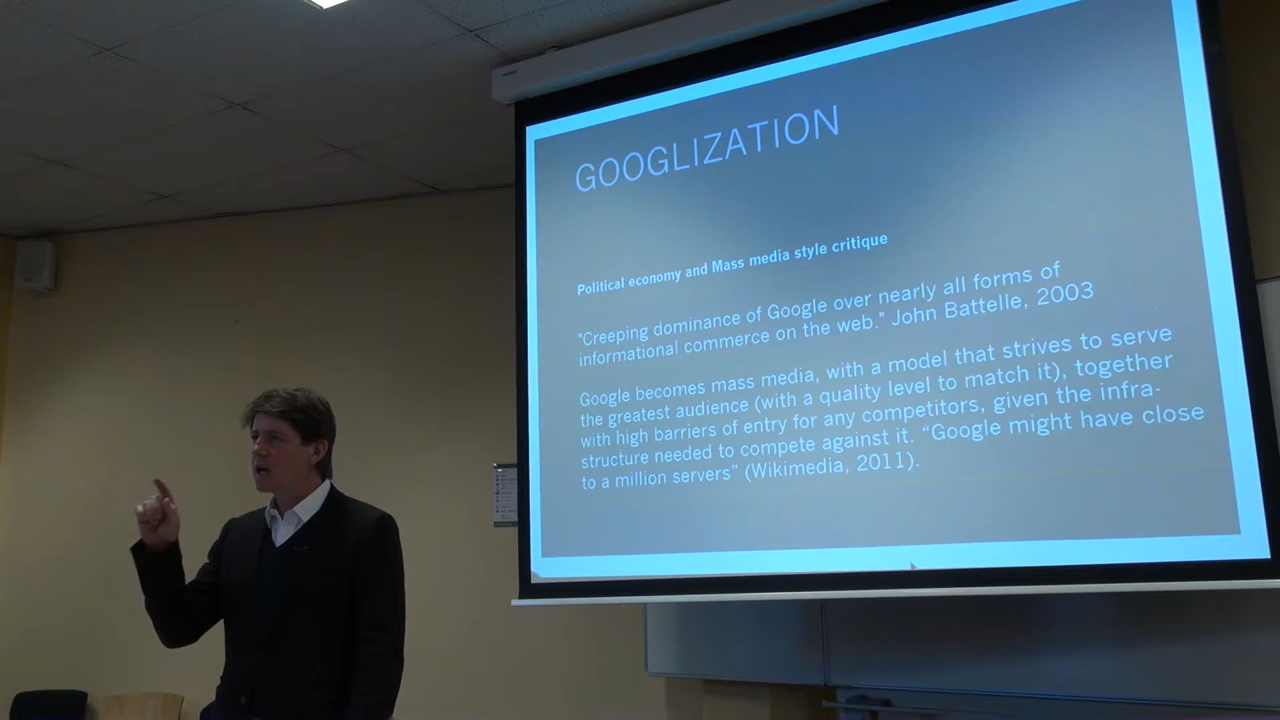 GOOGLIZATION
Political economy and Mass media style critique
"Creeping dominance of Google over nearly all forms of
informational commerce on the web." John Battelle, 2003
Google becomes mass media, with a model that strives to serve
the greatest audience (with a quality level to match it), together
with high barriers of entry for any competitors, given the infra-
structure needed to compete against it. “Google might have close
to a million servers” (Wikimedia, 2011).